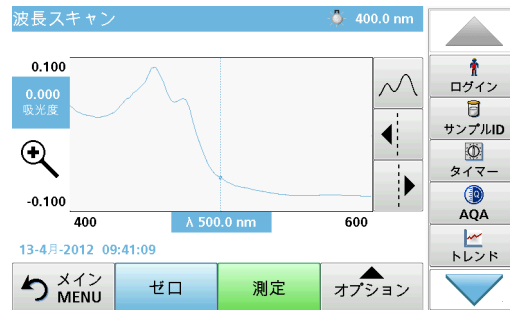 波長スキャン
400.0 nm
0.100
0.000
吸光度
-0.100
400
λ 500.0 nm
600
13-4月-2012 09:41:09
メイン
MENU
ゼロ
測定
オプション
ログイン
サンプルID
タイマー
AQA
トレンド